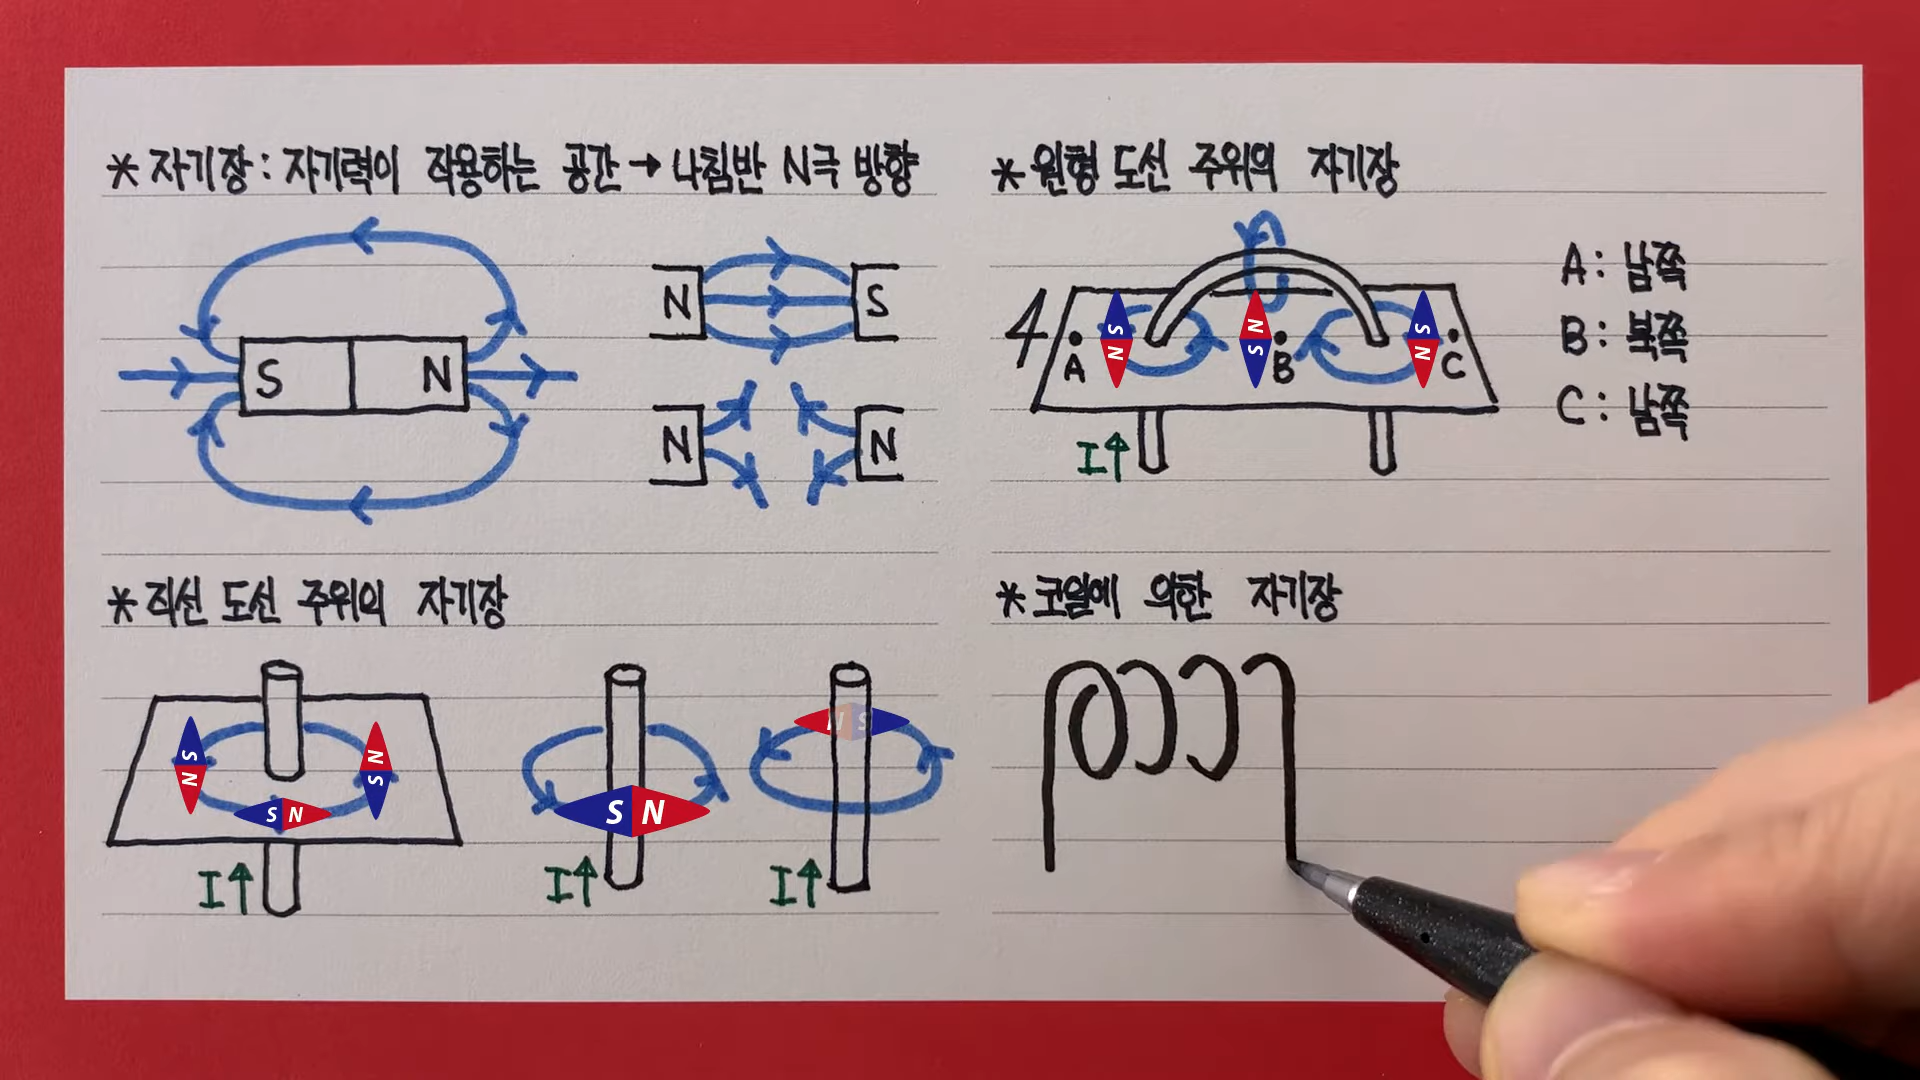 * 자기장 : 자기력이 작용하는 공간 → 나침반 N극 방향
S N
N S
N N
* 원형 도선 주위의 자기장
4
S N
N S
S N
A B C
I↑
A : 남쪽
B : 북쪽
C : 남쪽
* 직선 도선 주위의 자기장
S N
N S
S N
I↑
S N
I↑
N S
I↑
* 코일에 의한 자기장